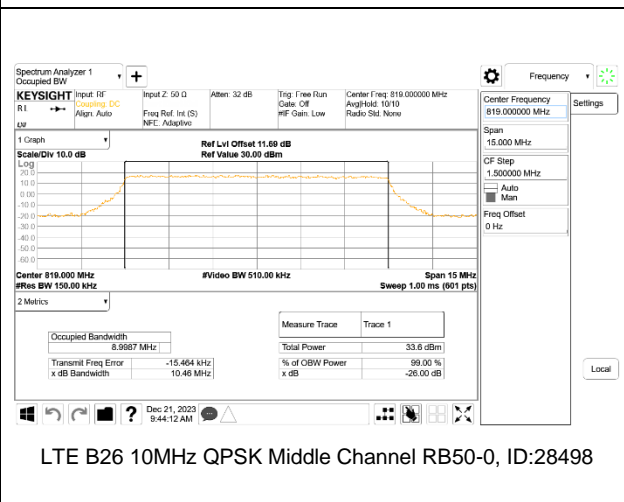 Spectrum Analyzer 1
Occupied BW
Frequency
KEYSIGHT Input: RF Input Z: 50 Ω Atten: 32 dB Trig: Free Run Center Freq: 819.000000 MHz
Coupling: DC Gate: Off Avg|Hold: 10/10
Align: Auto Freq Ref: Int (S) #IF Gain: Low Radio Std: None
NFE: Adaptive
Center Frequency
819.000000 MHz
Settings
Span
15.000 MHz
CF Step
1.500000 MHz
Auto
Man
Freq Offset
0 Hz
1 Graph
Scale/Div 10.0 dB
Ref Lvl Offset 11.69 dB
Ref Value 30.00 dBm
Log
20.0
10.0
0.00
-10.0
-20.0
-30.0
-40.0
-50.0
-60.0
Center 819.000 MHz #Video BW 510.00 kHz Span 15 MHz
#Res BW 150.00 kHz Sweep 1.00 ms (601 pts)
2 Metrics
Measure Trace Trace 1
Occupied Bandwidth
8.9987 MHz Total Power 33.6 dBm
Transmit Freq Error -15.464 kHz % of OBW Power 99.00 %
x dB Bandwidth 10.46 MHz x dB -26.00 dB
Local
Dec 21, 2023
9:44:12 AM
LTE B26 10MHz QPSK Middle Channel RB50-0, ID:28498